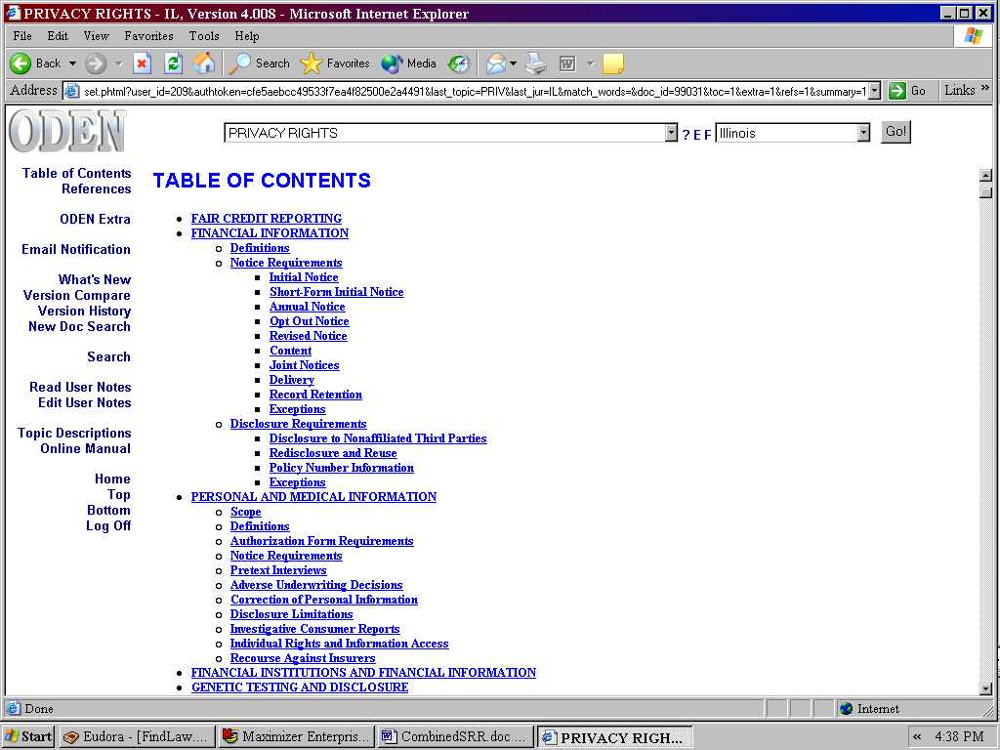 PRIVACY RIGHTS - IL, Version 4.008 - Microsoft Internet Explorer
File Edit View Favorites Tools Help
Back Search Favorites Media
Address set.phtml?user_id=209&authtoken=cfe5aebcc49533f7ea4f82500e2a4491&last_topic=PRIV&last_jur=IL&match_words=&doc_id=99031&toc=1&extra=1&refs=1&summary=1 Go Links »
ODEN
PRIVACY RIGHTS ? E F Illinois Go!
Table of Contents
References
ODEN Extra
Email Notification
What's New
Version Compare
Version History
New Doc Search
Search
Read User Notes
Edit User Notes
Topic Descriptions
Online Manual
Home
Top
Bottom
Log Off
TABLE OF CONTENTS
FAIR CREDIT REPORTING
FINANCIAL INFORMATION
Definitions
Notice Requirements
Initial Notice
Short-Form Initial Notice
Annual Notice
Opt Out Notice
Revised Notice
Content
Joint Notices
Delivery
Record Retention
Exceptions
Disclosure Requirements
Disclosure to Nonaffiliated Third Parties
Redisclosure and Reuse
Policy Number Information
Exceptions
PERSONAL AND MEDICAL INFORMATION
Scope
Definitions
Authorization Form Requirements
Notice Requirements
Pretext Interviews
Adverse Underwriting Decisions
Correction of Personal Information
Disclosure Limitations
Investigative Consumer Reports
Individual Rights and Information Access
Recourse Against Insurers
FINANCIAL INSTITUTIONS AND FINANCIAL INFORMATION
GENETIC TESTING AND DISCLOSURE
Done Internet
Start Eudora - [FindLaw.... Maximizer Enterpris... CombinedSRR.doc ... PRIVACY RIGH... « 4:38 PM